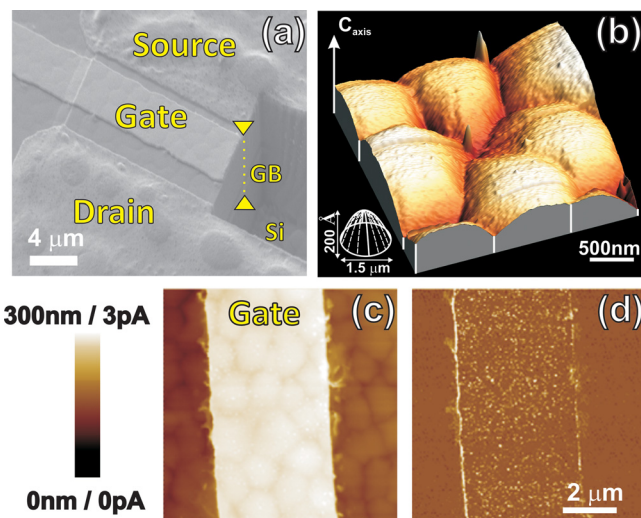 (a)
Source
Gate
GB
Drain
Si
4 μm
(b)
C axis
200 Å
1.5 μm
500nm
300nm / 3pA
0nm / 0pA
Gate
(c)
(d)
2 μm